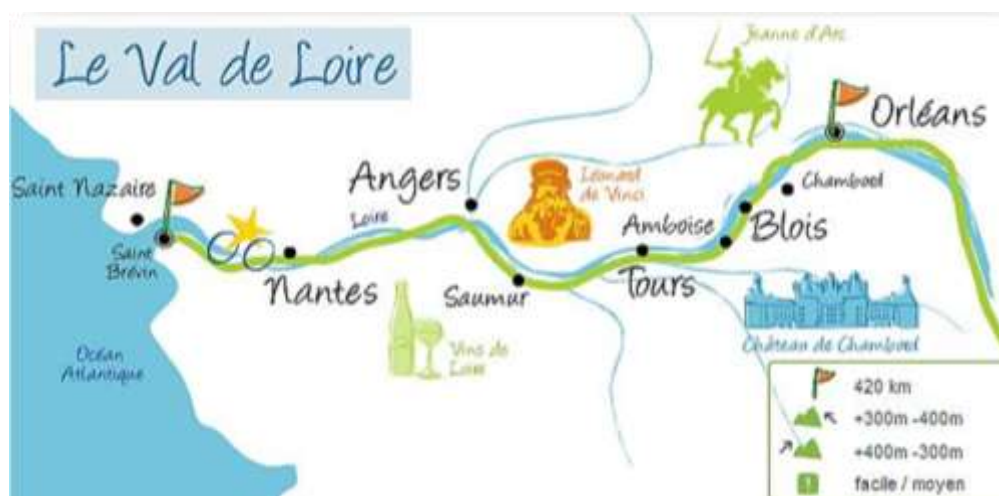 Le Val de Loire
Jeanne d'Arc
Orléans
Saint Nazaire
Angers
Léonard
de Vinci
Chambord
Loire
Amboise
Blois
Saint
Brévin
Nantes
Saumur
Tours
Vins de
Loire
Château de Chambord
Océan
Atlantique
420 km
+300m -400m
+400m -300m
facile / moyen